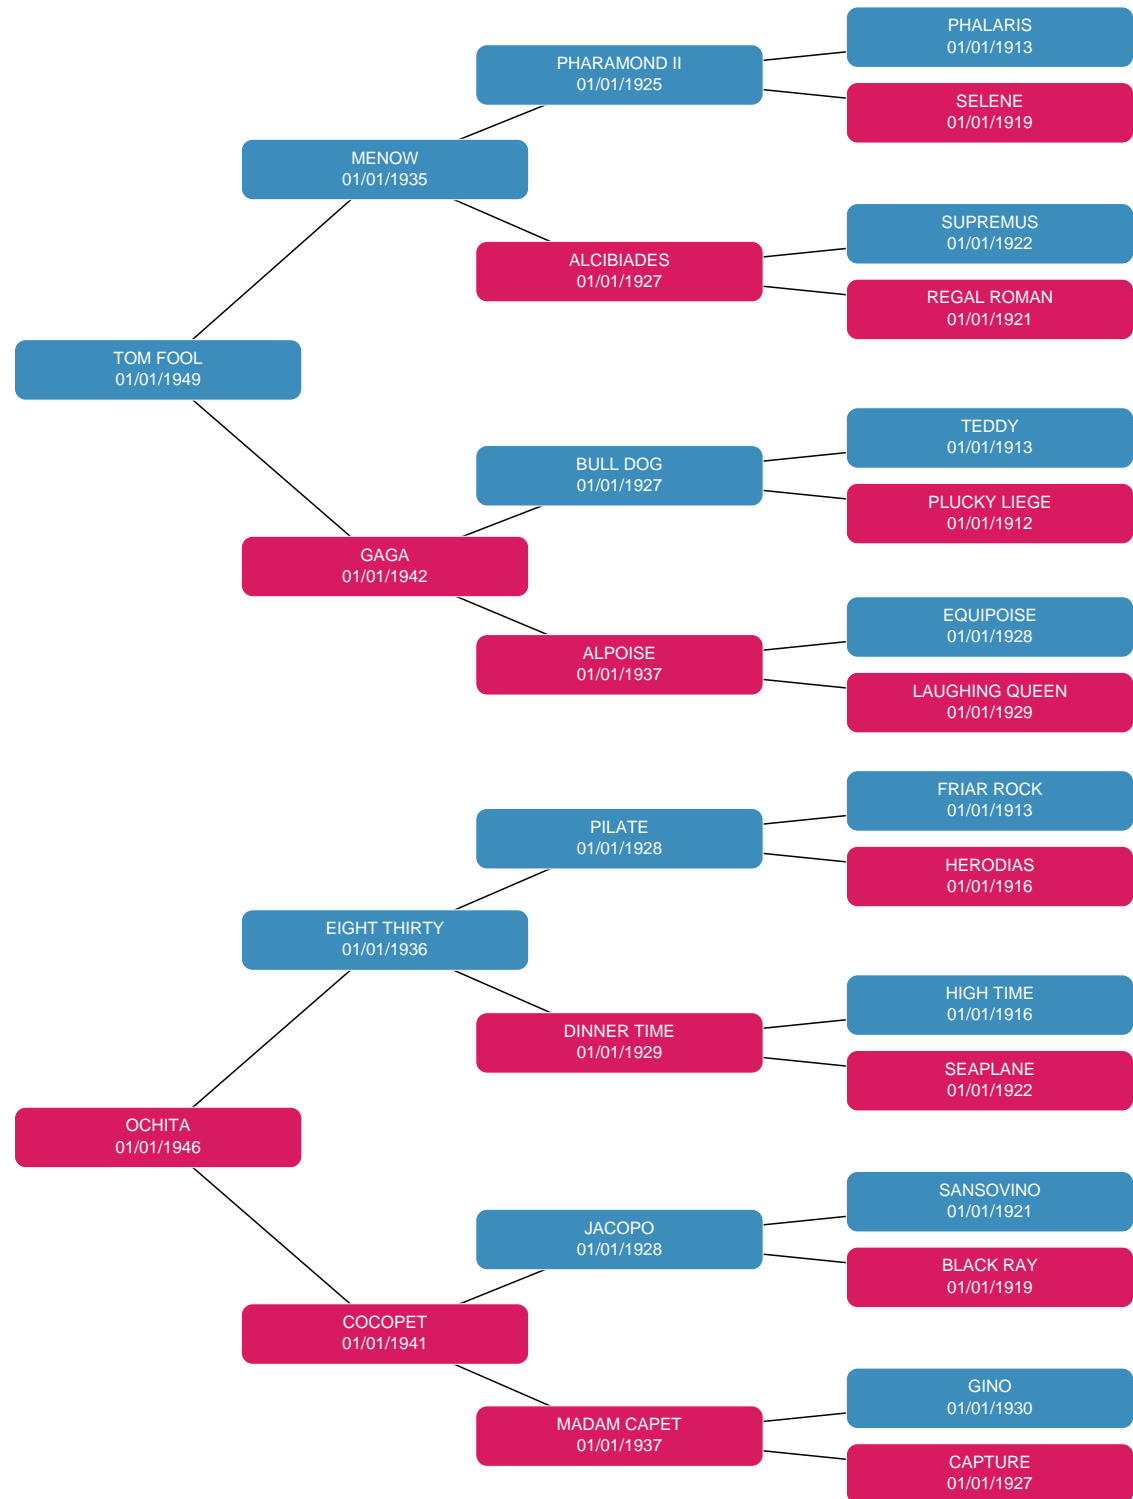 PHALARIS
01/01/1913
PHARAMOND II
01/01/1925
SELENE
01/01/1919
MENOW
01/01/1935
SUPREMUS
01/01/1922
ALCIBIADES
01/01/1927
REGAL ROMAN
01/01/1921
TOM FOOL
01/01/1949
TEDDY
01/01/1913
BULL DOG
01/01/1927
PLUCKY LIEGE
01/01/1912
GAGA
01/01/1942
EQUIPOISE
01/01/1928
ALPOISE
01/01/1937
LAUGHING QUEEN
01/01/1929
FRIAR ROCK
01/01/1913
PILATE
01/01/1928
HERODIAS
01/01/1916
EIGHT THIRTY
01/01/1936
HIGH TIME
01/01/1916
DINNER TIME
01/01/1929
SEAPLANE
01/01/1922
OCHITA
01/01/1946
SANSOVINO
01/01/1921
JACOPO
01/01/1928
BLACK RAY
01/01/1919
COCOPET
01/01/1941
GINO
01/01/1930
MADAM CAPET
01/01/1937
CAPTURE
01/01/1927